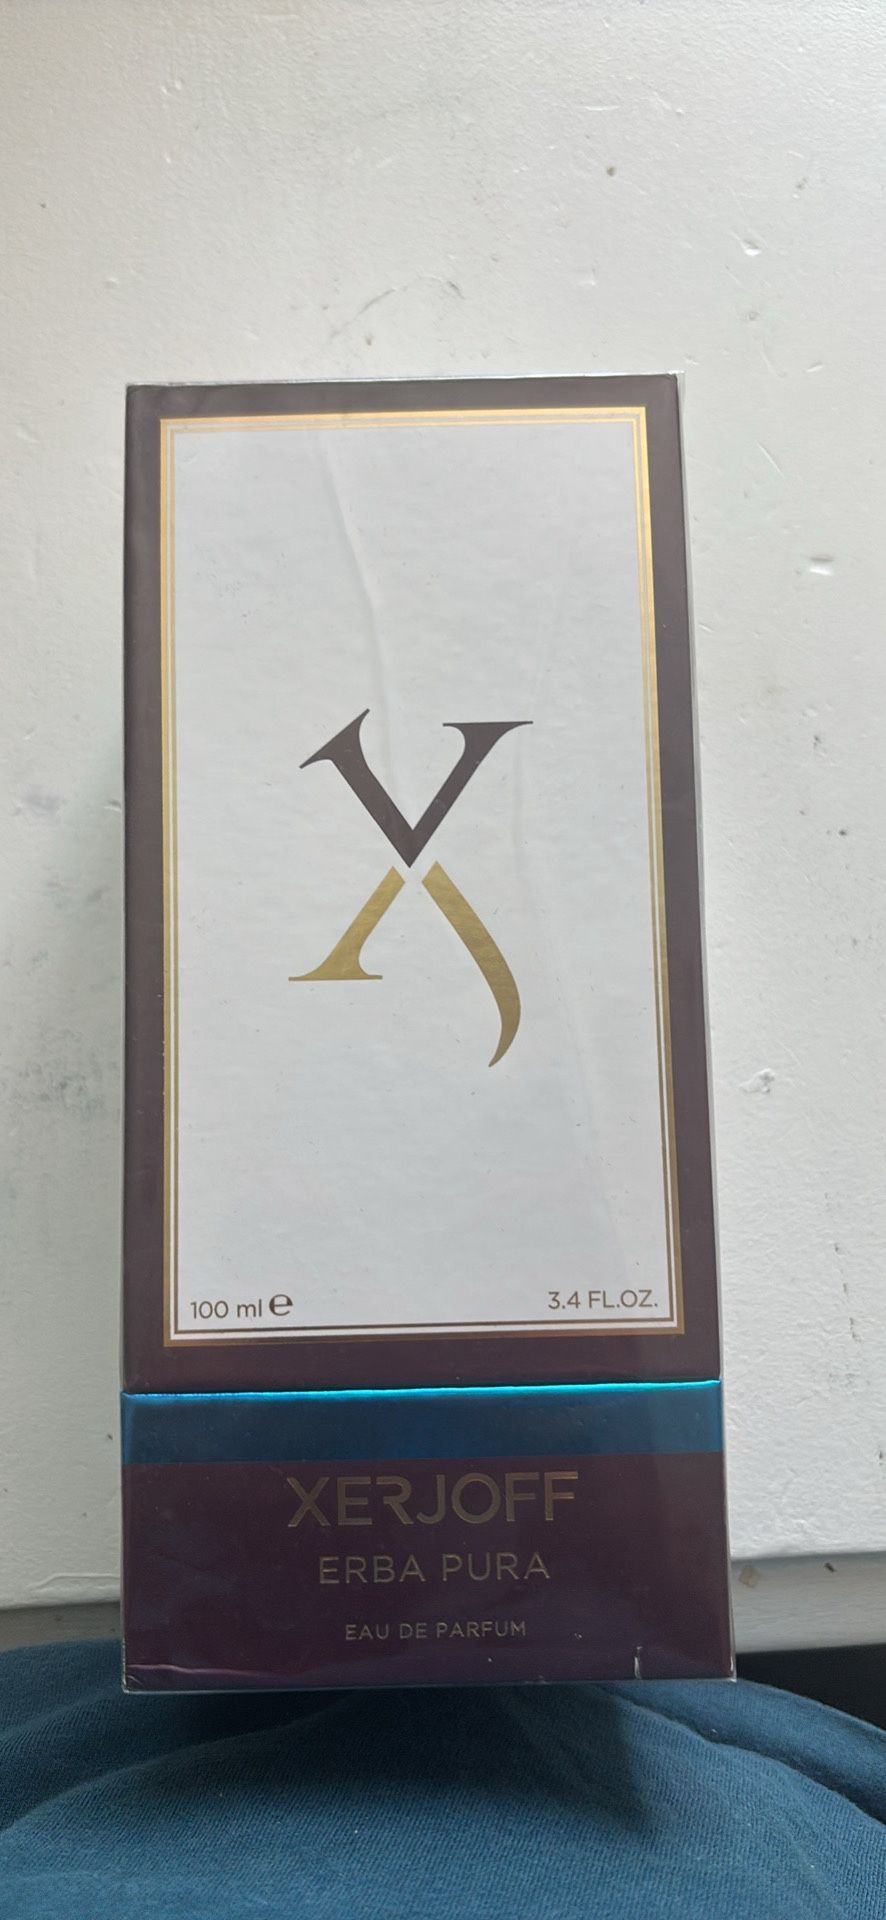 X
100 ml ℮
3.4 FL.OZ.
XERJOFF
ERBA PURA
EAU DE PARFUM